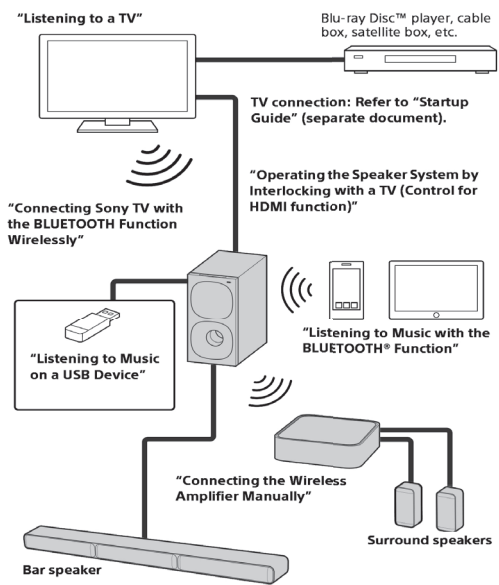 "Listening to a TV"
Blu-ray Disc™ player, cable
box, satellite box, etc.
TV connection: Refer to "Startup
Guide" (separate document).
"Operating the Speaker System by
Interlocking with a TV (Control for
HDMI function)"
"Connecting Sony TV with
the BLUETOOTH Function
Wirelessly"
"Listening to Music with the
BLUETOOTH® Function"
"Listening to Music
on a USB Device"
"Connecting the Wireless
Amplifier Manually"
Surround speakers
Bar speaker